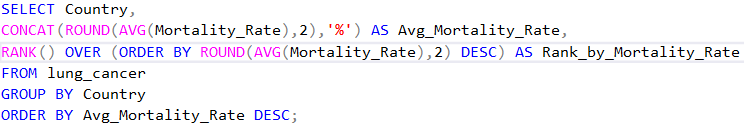 SELECT Country,
CONCAT(ROUND(AVG(Mortality_Rate),2),'%') AS Avg_Mortality_Rate,
RANK() OVER (ORDER BY ROUND(AVG(Mortality_Rate),2) DESC) AS Rank_by_Mortality_Rate
FROM lung_cancer
GROUP BY Country
ORDER BY Avg_Mortality_Rate DESC;